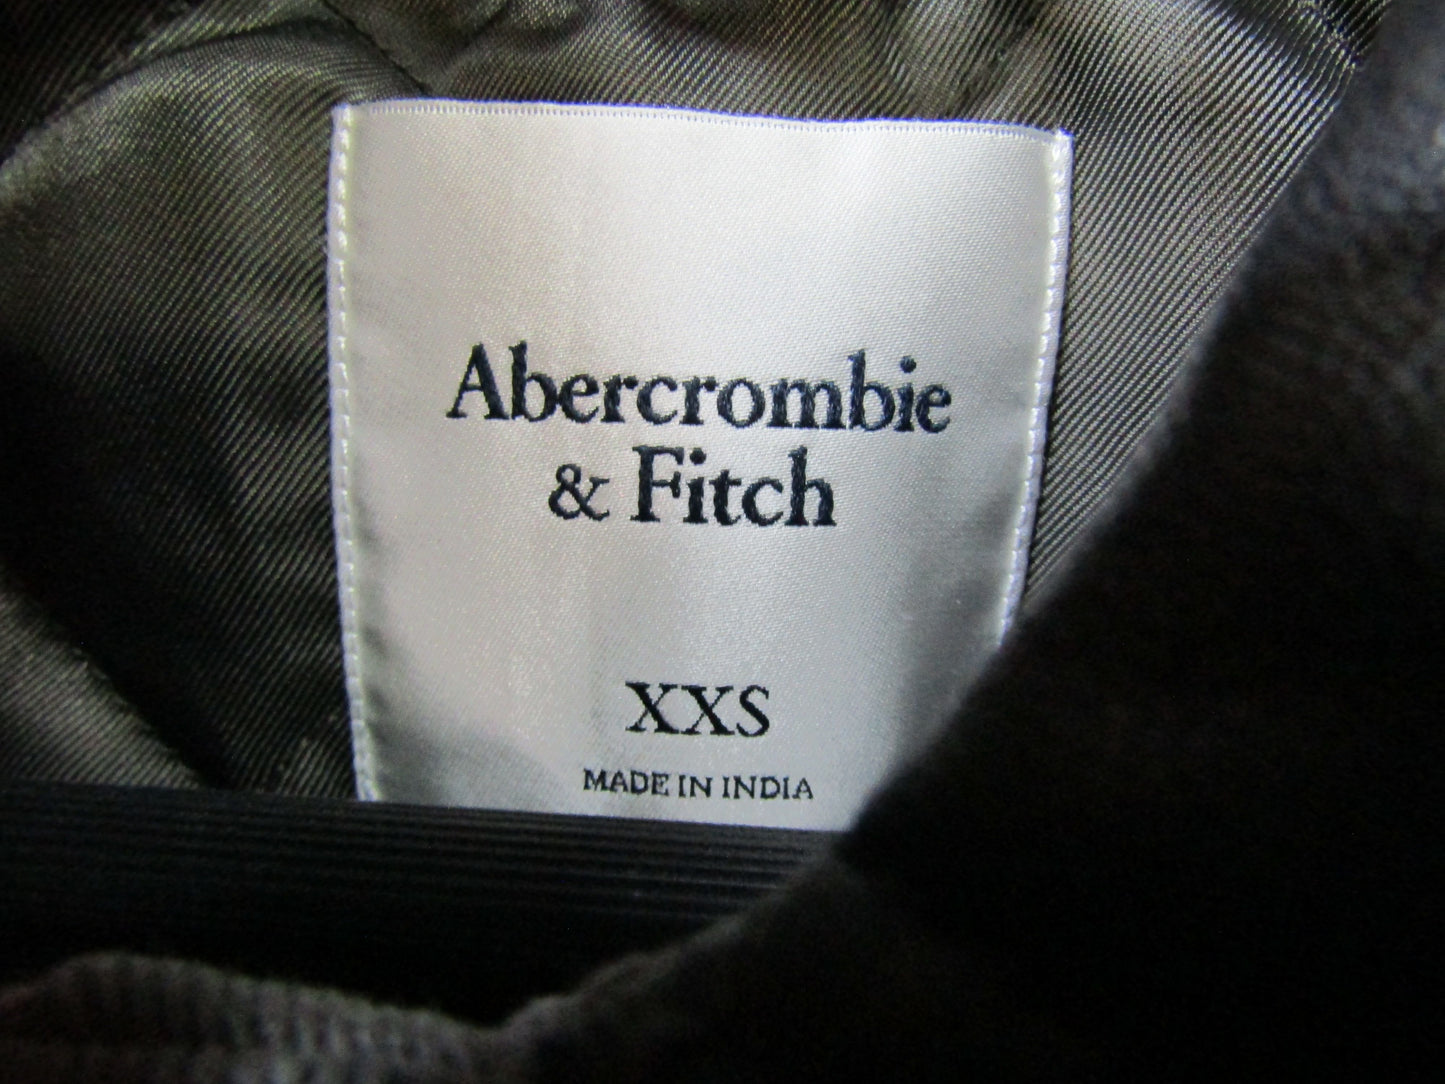 Abercrombie
& Fitch
XXS
MADE IN INDIA